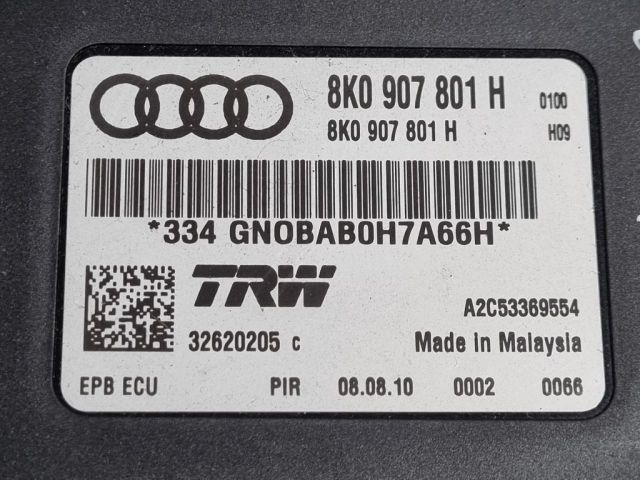 8K0 907 801 H 0100
8K0 907 801 H H09
*334 GN0BAB0H7A66H*
TRW A2C53369554
32620205 c Made in Malaysia
EPB ECU PIR 08.08.10 0002 0066